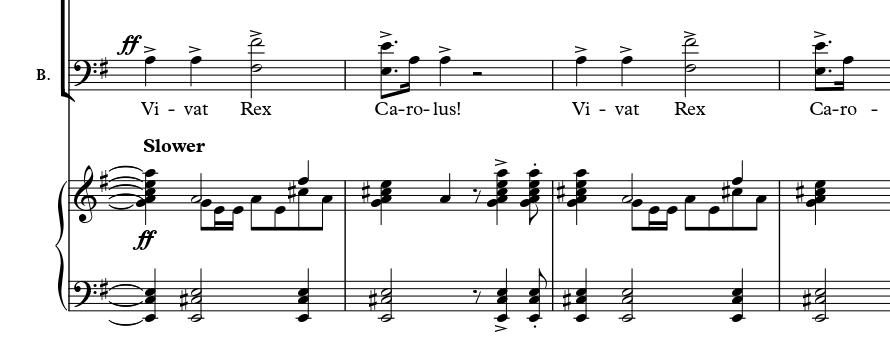 ff
B.
Vi - vat Rex Ca-ro-lus! Vi - vat Rex Ca-ro -
Slower
ff